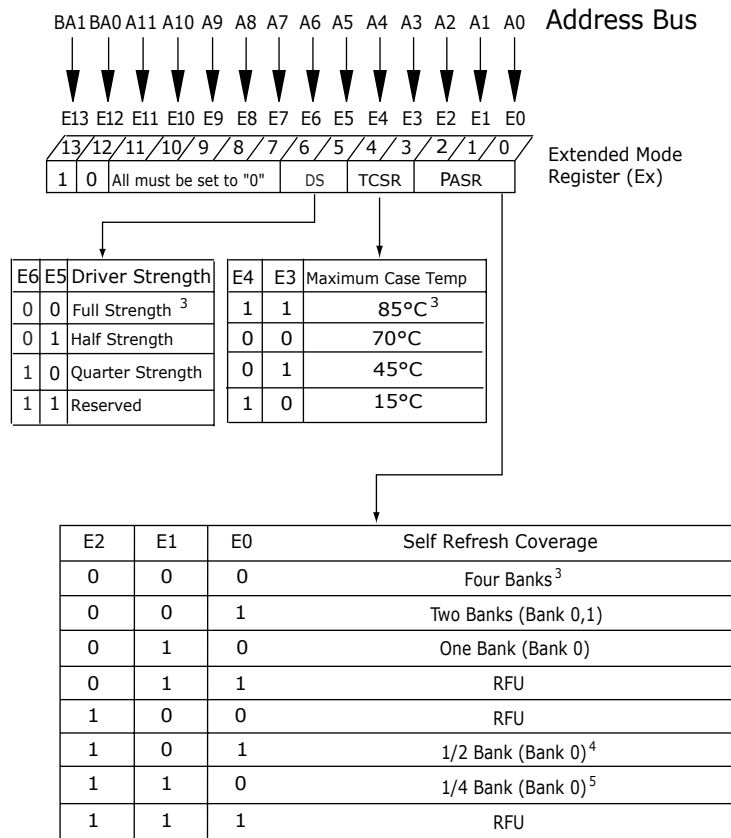 BA1 BA0 A11 A10 A9 A8 A7 A6 A5 A4 A3 A2 A1 A0 Address Bus
E13 E12 E11 E10 E9 E8 E7 E6 E5 E4 E3 E2 E1 E0
13 12 11 10 9 8 7 6 5 4 3 2 1 0
Extended Mode
Register (Ex)
1 0 All must be set to "0" DS TCSR PASR
E6 E5 Driver Strength
0 0 Full Strength 3
0 1 Half Strength
1 0 Quarter Strength
1 1 Reserved
E4 E3 Maximum Case Temp
1 1 85°C 3
0 0 70°C
0 1 45°C
1 0 15°C
E2 E1 E0 Self Refresh Coverage
0 0 0 Four Banks 3
0 0 1 Two Banks (Bank 0,1)
0 1 0 One Bank (Bank 0)
0 1 1 RFU
1 0 0 RFU
1 0 1 1/2 Bank (Bank 0) 4
1 1 0 1/4 Bank (Bank 0) 5
1 1 1 RFU